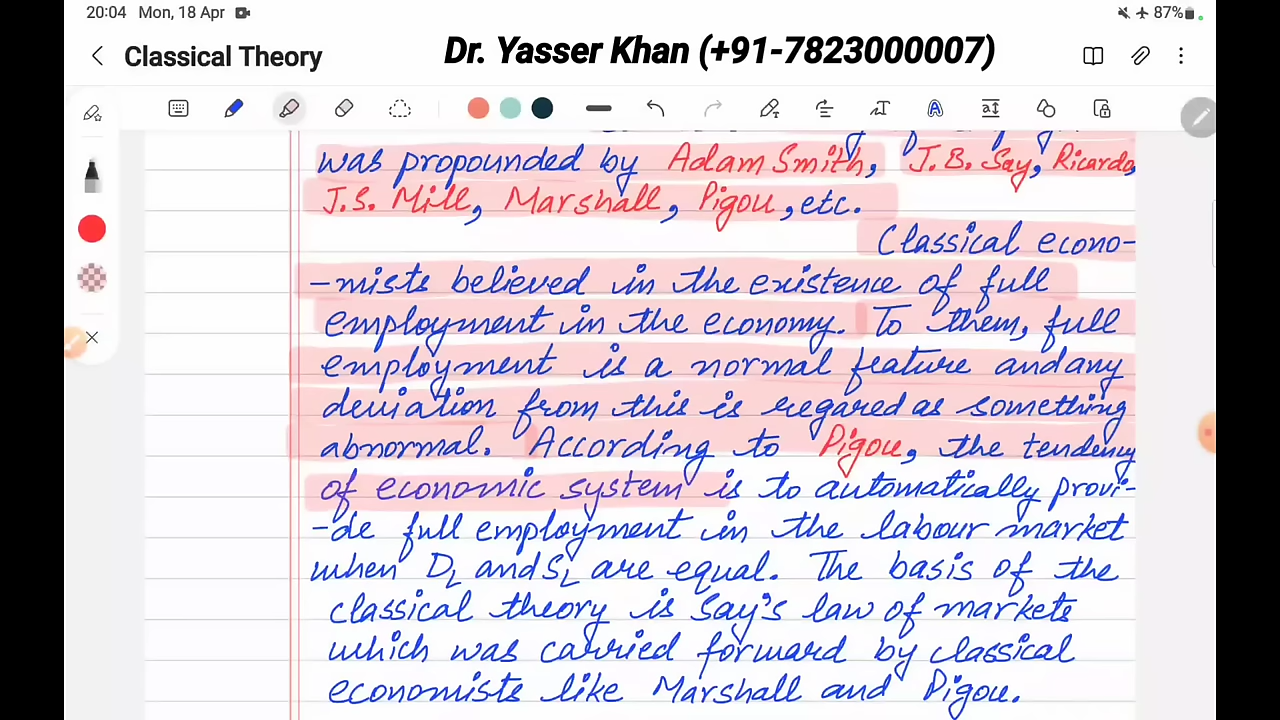 20:04 Mon, 18 Apr
87%
Classical Theory
Dr. Yasser Khan (+91-7823000007)
was propounded by Adam Smith, J.B. Say, Ricardo,
J.S. Mill, Marshall, Pigou, etc.
Classical econo-
-mists believed in the existence of full
employment in the economy. To them, full
employment is a normal feature and any
deviation from this is regared as something
abnormal. According to Pigou, the tendency
of economic system is to automatically provi-
-de full employment in the labour market
when DL and SL are equal. The basis of the
classical theory is Say's law of markets
which was carried forward by classical
economists like Marshall and Pigou.